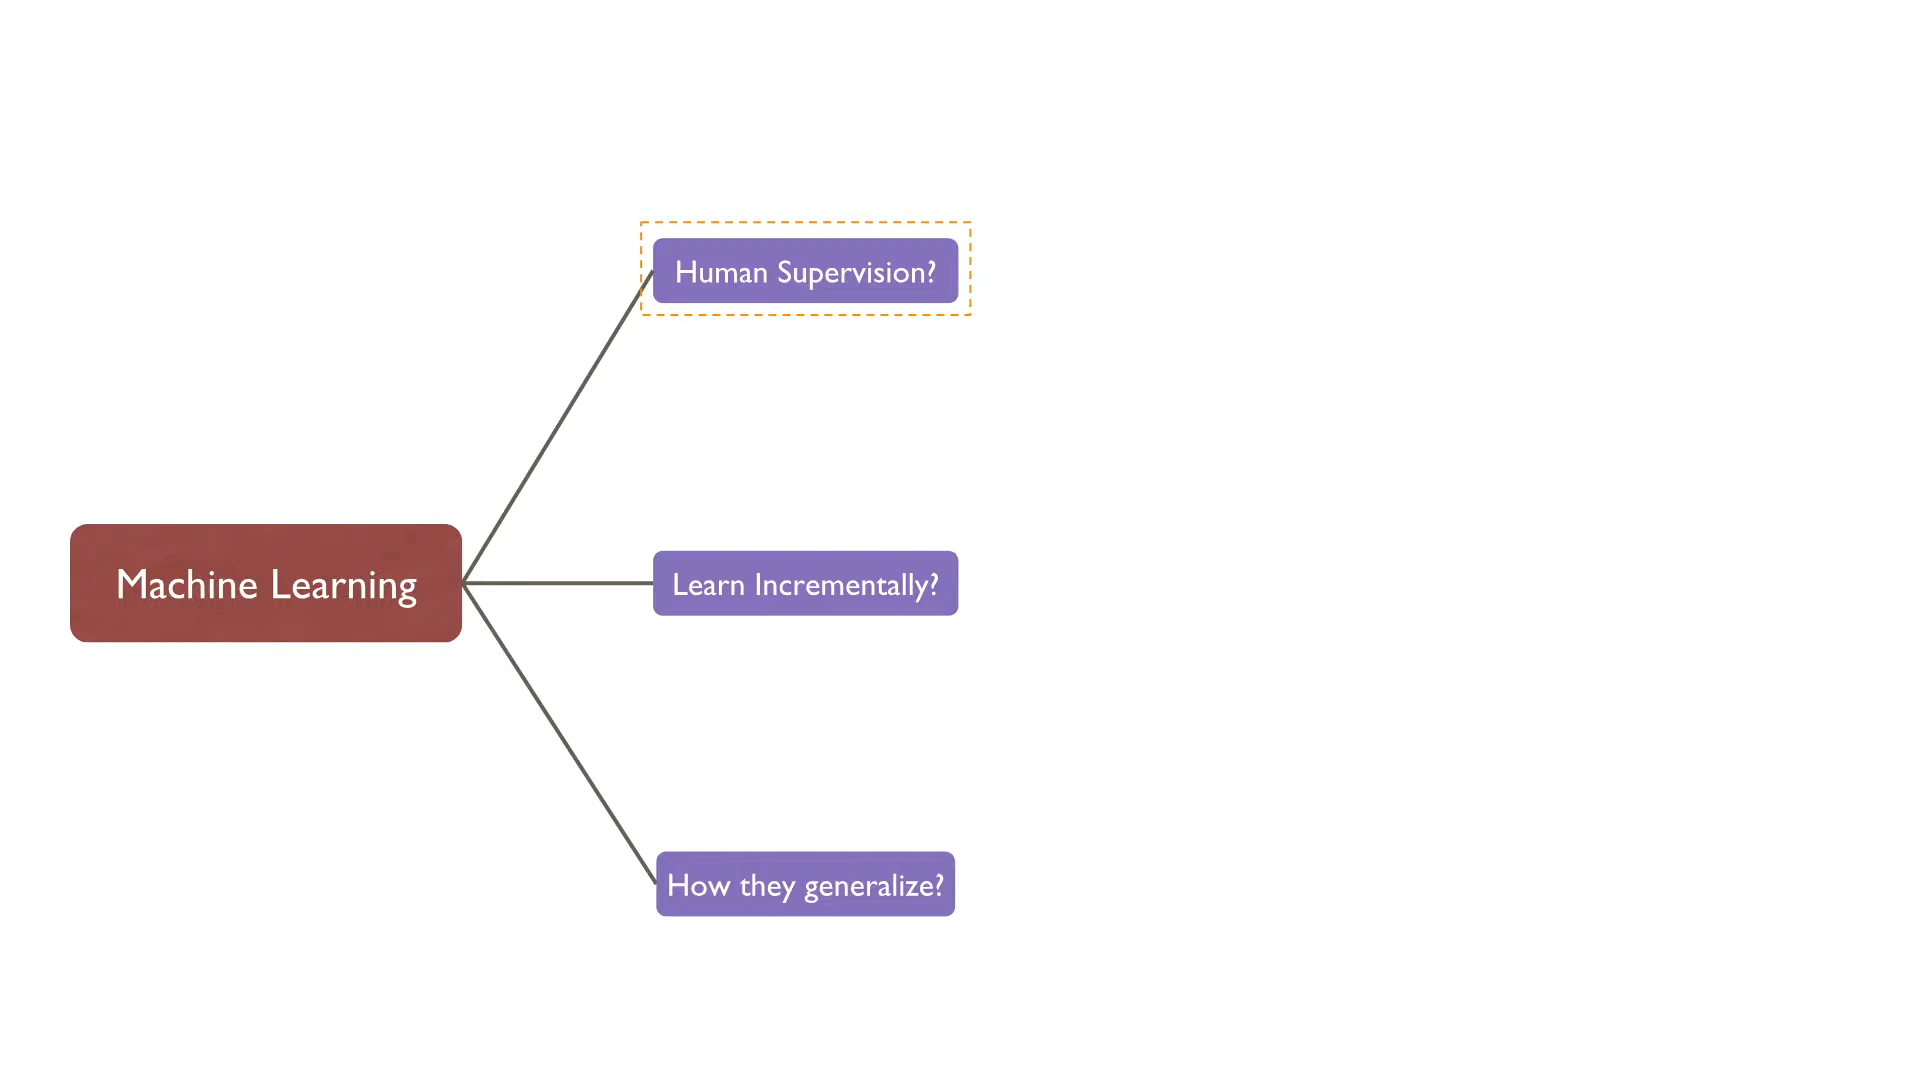 Human Supervision?
Machine Learning
Learn Incrementally?
How they generalize?